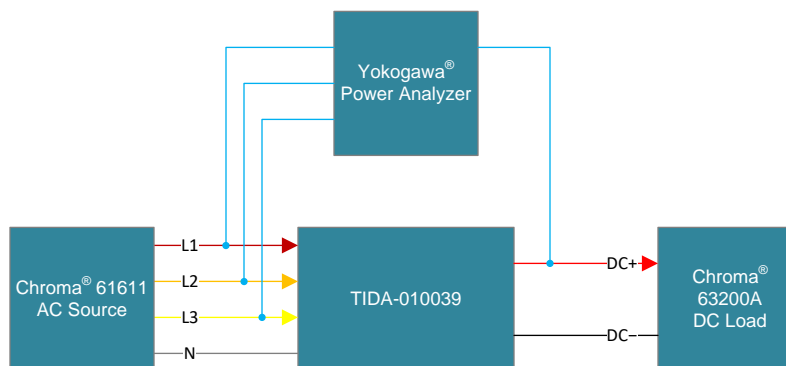 Yokogawa®
Power Analyzer
L1
L2
L3
N
Chroma® 61611
AC Source
TIDA-010039
DC+
DC–
Chroma®
63200A
DC Load